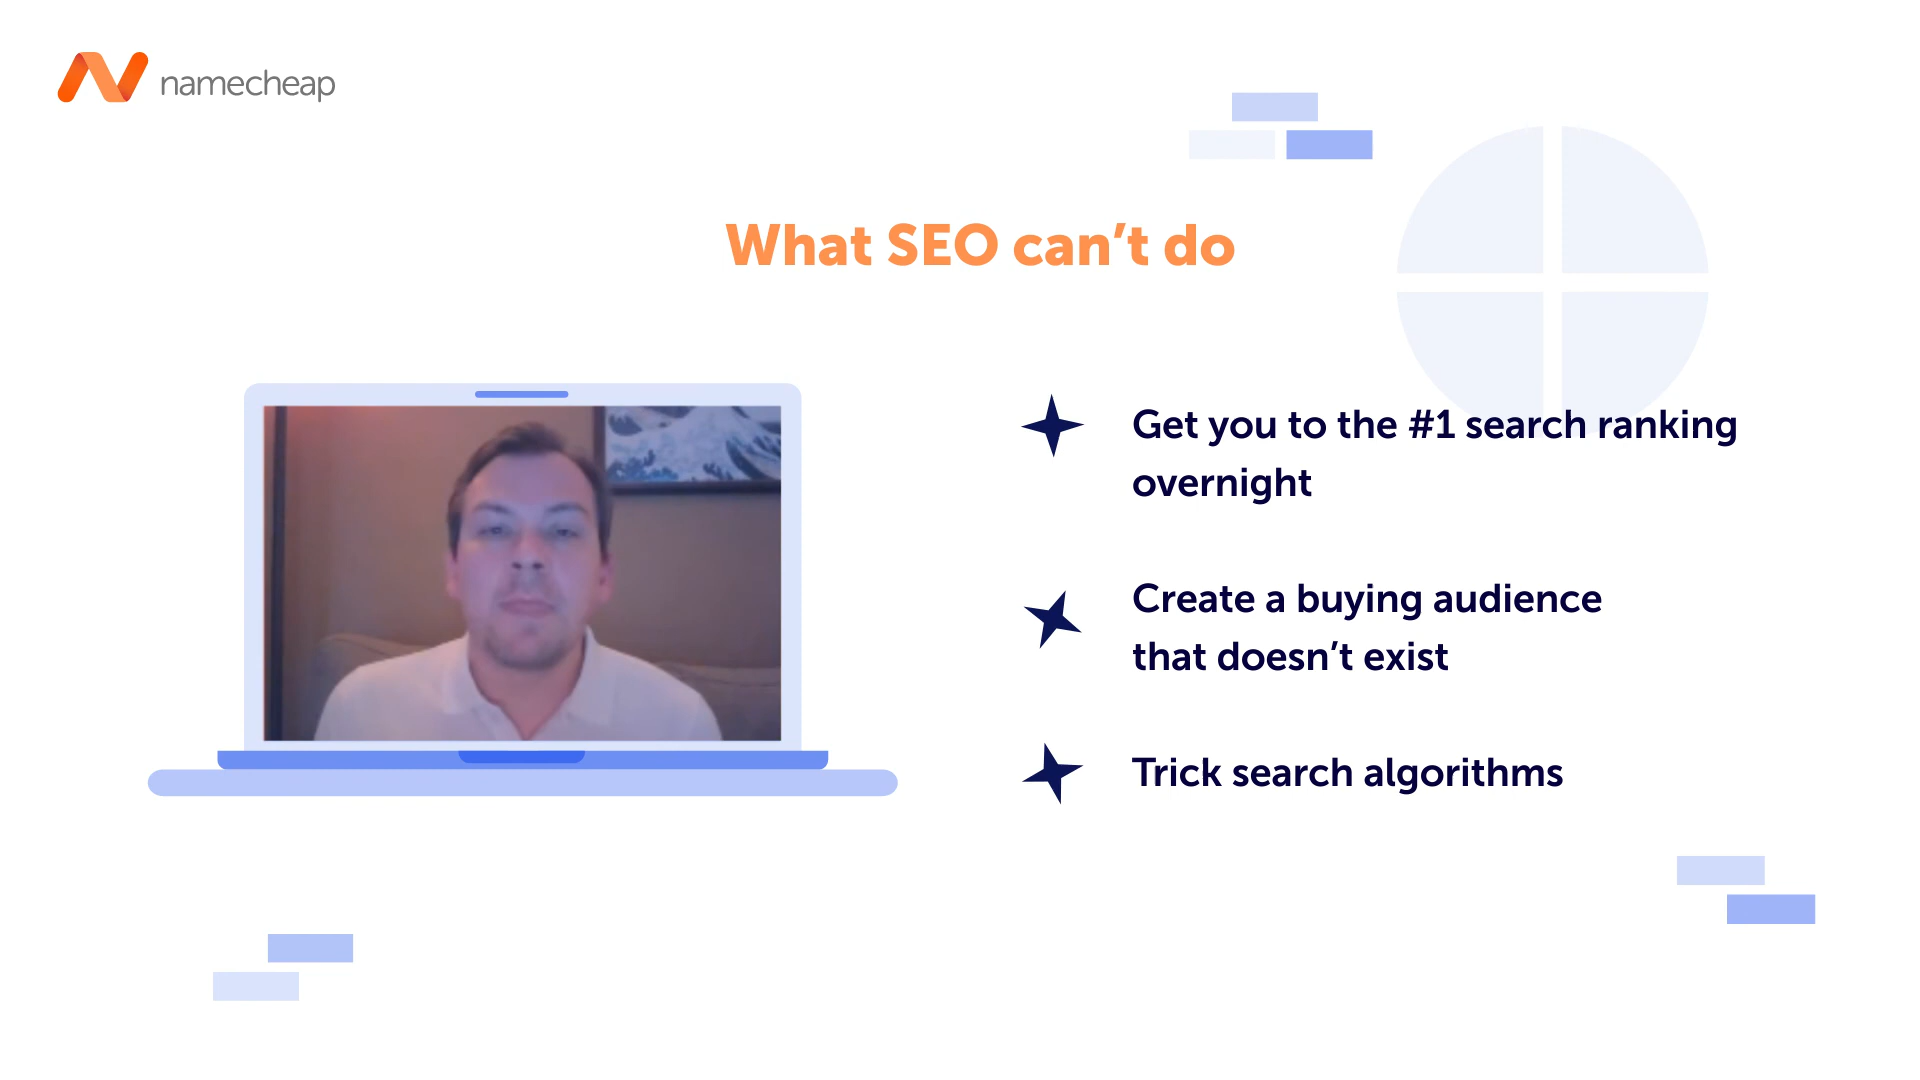 namecheap
What SEO can’t do
Get you to the #1 search ranking
overnight
Create a buying audience
that doesn’t exist
Trick search algorithms